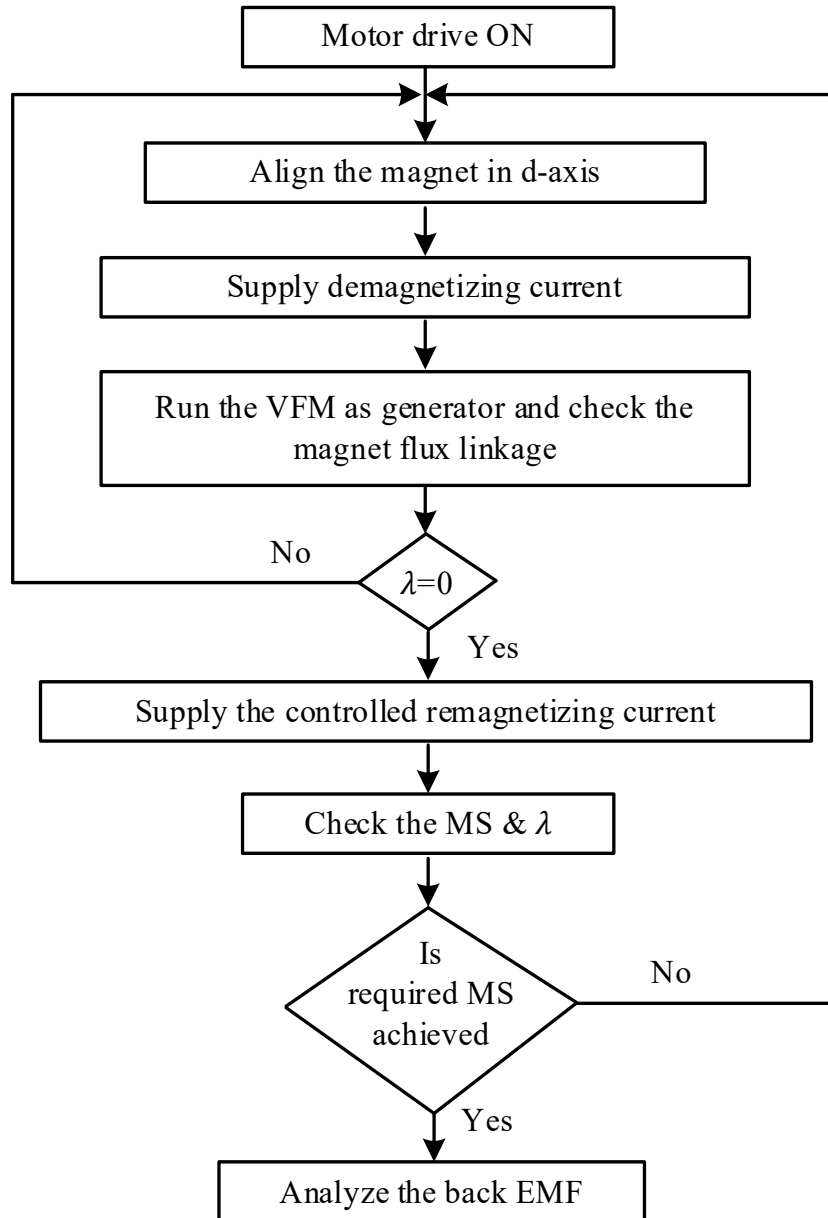 Motor drive ON
Align the magnet in d-axis
Supply demagnetizing current
Run the VFM as generator and check the
magnet flux linkage
No
λ=0
Yes
Supply the controlled remagnetizing current
Check the MS & λ
Is
required MS
achieved
No
Yes
Analyze the back EMF